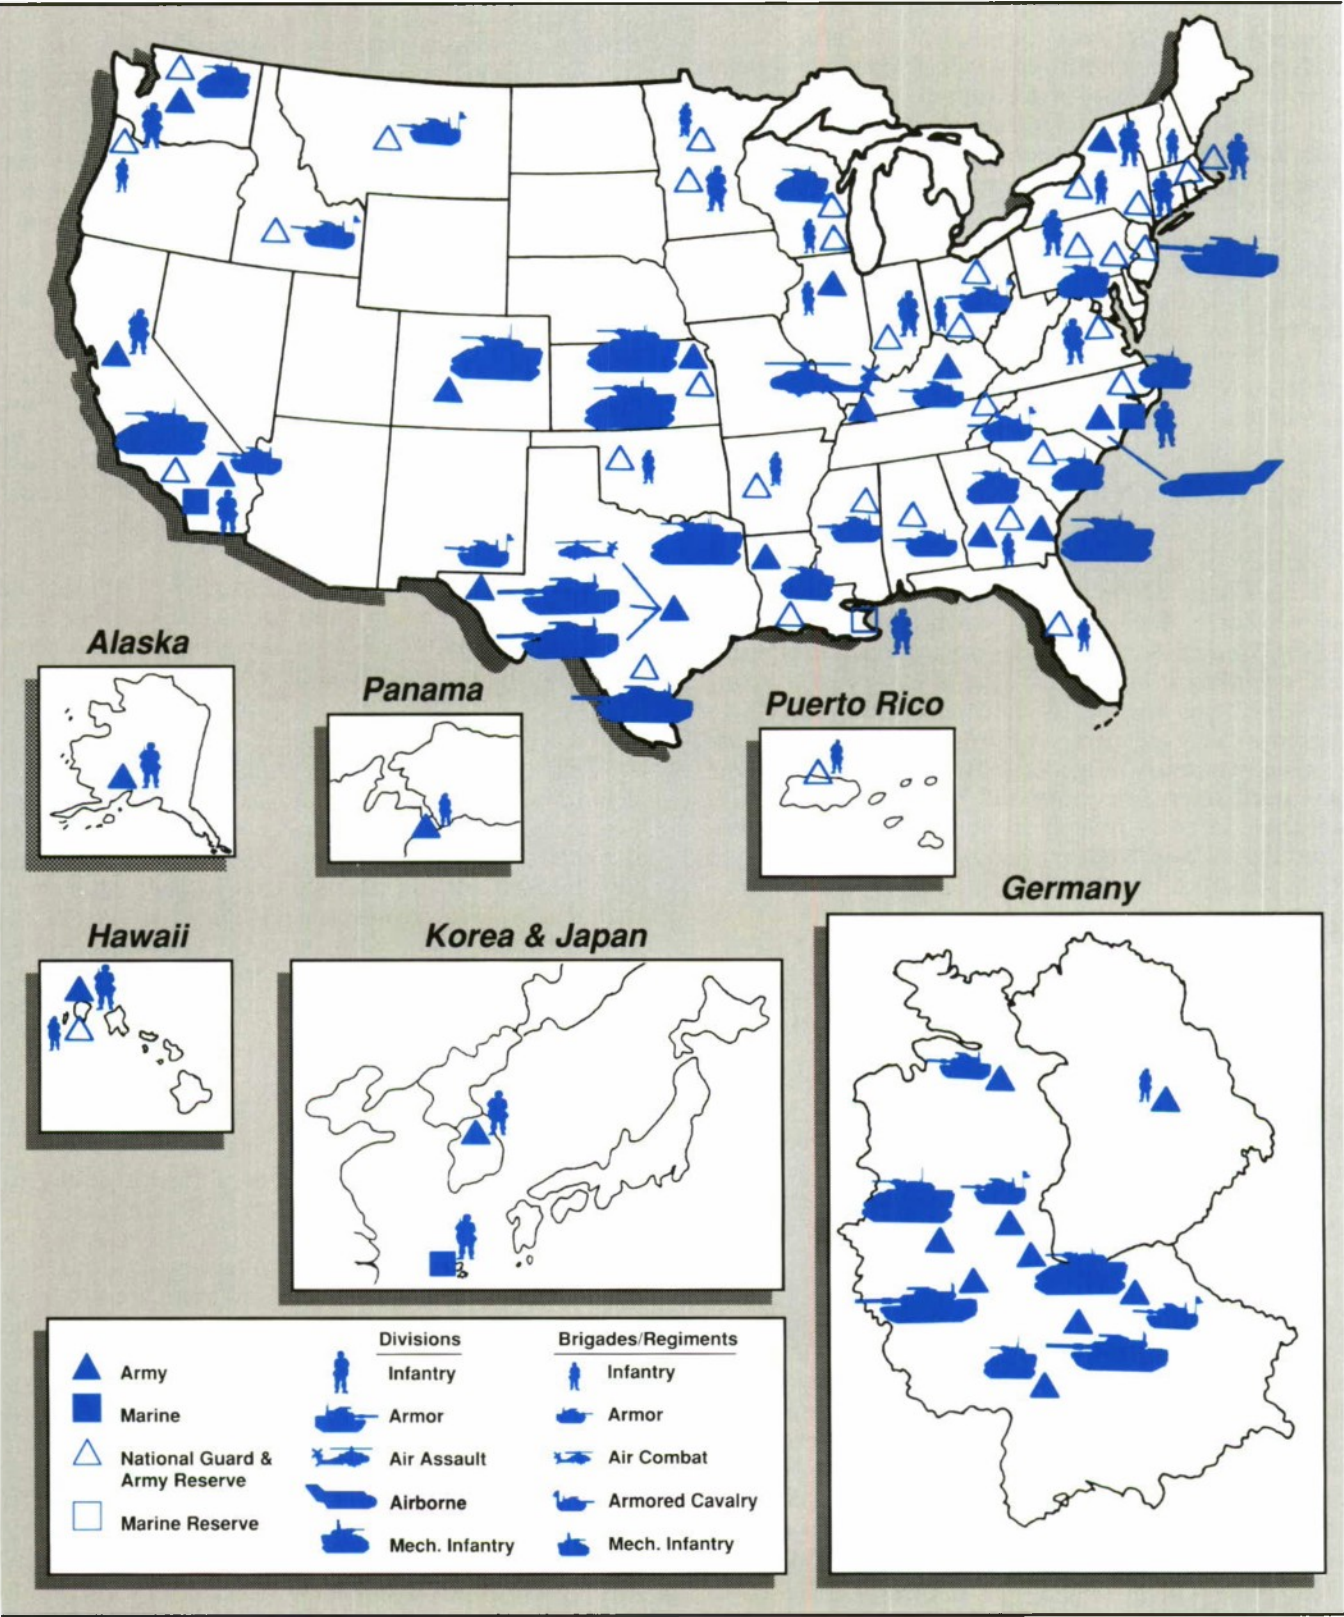 Alaska
Panama
Puerto Rico
Germany
Hawaii
Korea & Japan
Divisions
Brigades/Regiments
Army
Infantry
Infantry
Marine
Armor
Armor
National Guard &
Army Reserve
Air Assault
Air Combat
Airborne
Armored Cavalry
Marine Reserve
Mech. Infantry
Mech. Infantry